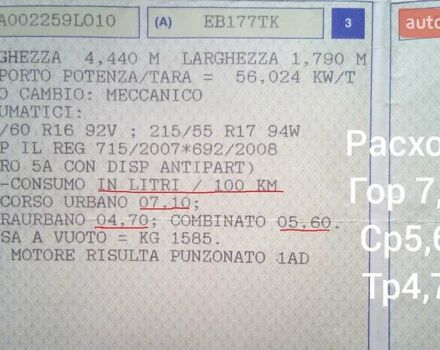 A002259L010 (A) EB177TK 3
auto
GHEZZA 4,440 M LARGHEZZA 1,790 M
PORTO POTENZA/TARA = 56,024 KW/T
O CAMBIO: MECCANICO
UMATICI:
/60 R16 92V ; 215/55 R17 94W
P IL REG 715/2007*692/2008
RO 5A CON DISP ANTIPART)
-CONSUMO IN LITRI / 100 KM
CORSO URBANO 07,10;
RAURBANO 04,70; COMBINATO 05,60.
SA A VUOTO = KG 1585.
MOTORE RISULTA PUNZONATO 1AD
Расхо
Гор 7,
Ср5,6
Тр4,7